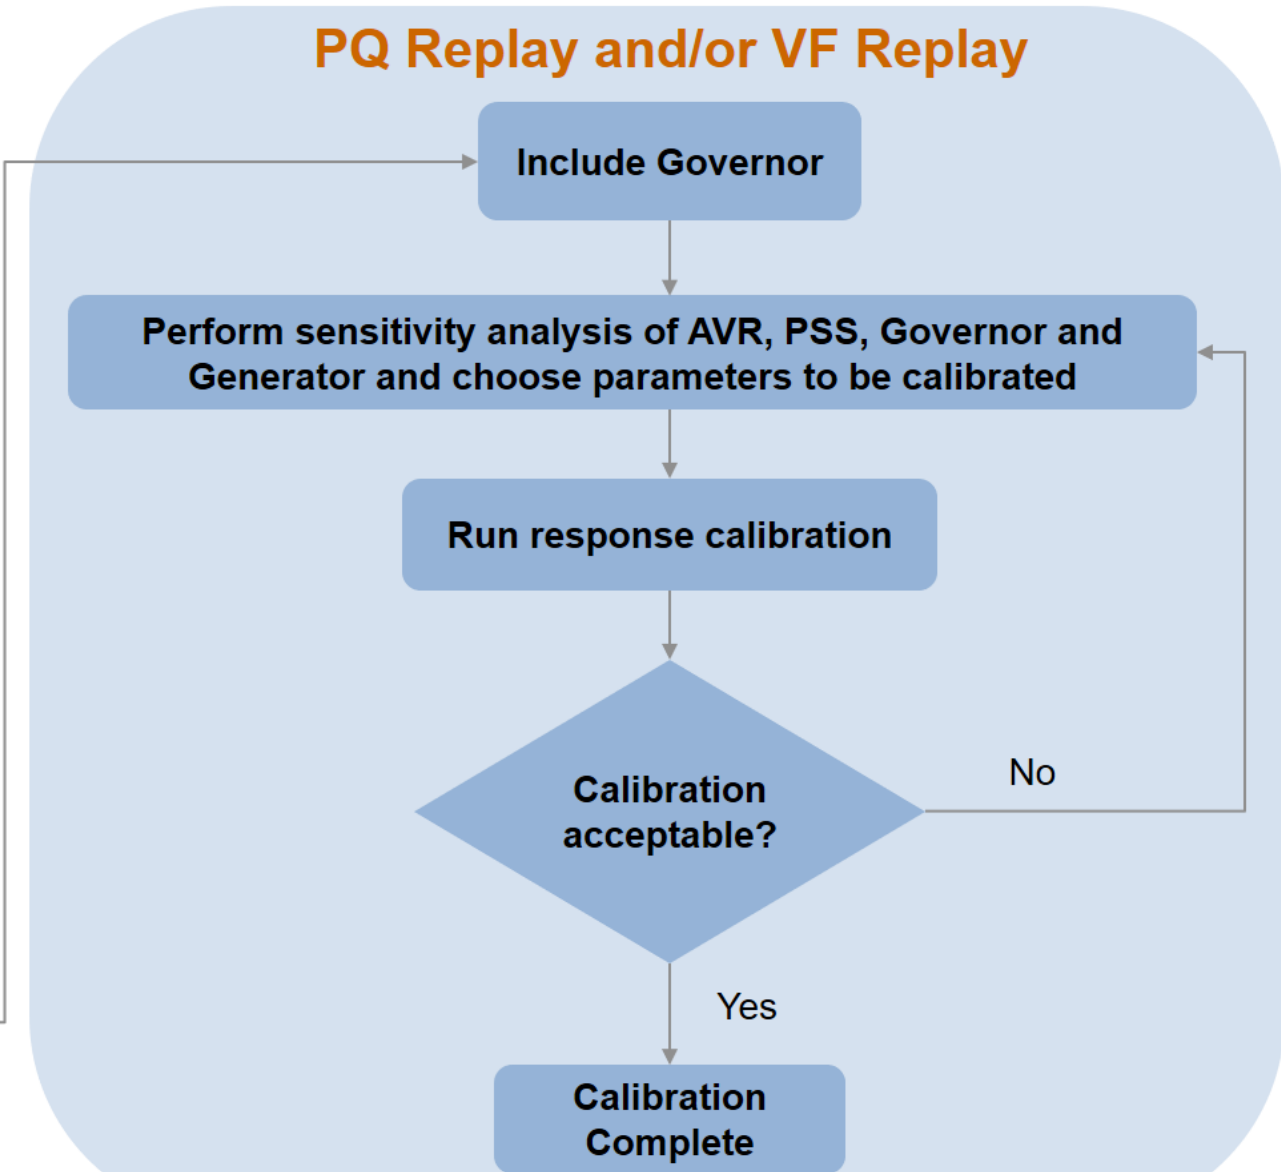 PQ Replay and/or VF Replay
Include Governor
Perform sensitivity analysis of AVR, PSS, Governor and
Generator and choose parameters to be calibrated
Run response calibration
Calibration
acceptable?
No
Yes
Calibration
Complete